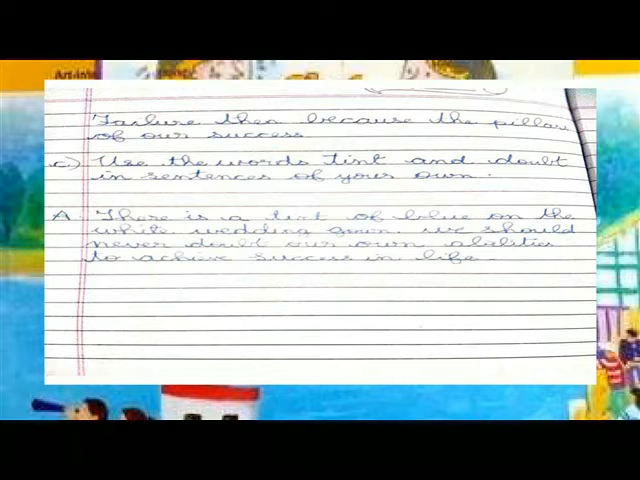 Failure then because the pillar
of our success
c) Use the words tint and doubt
in sentences of your own.
A. There is a tint of blue on the
white wedding gown. We should
never doubt our own abilities
to achieve success in life.